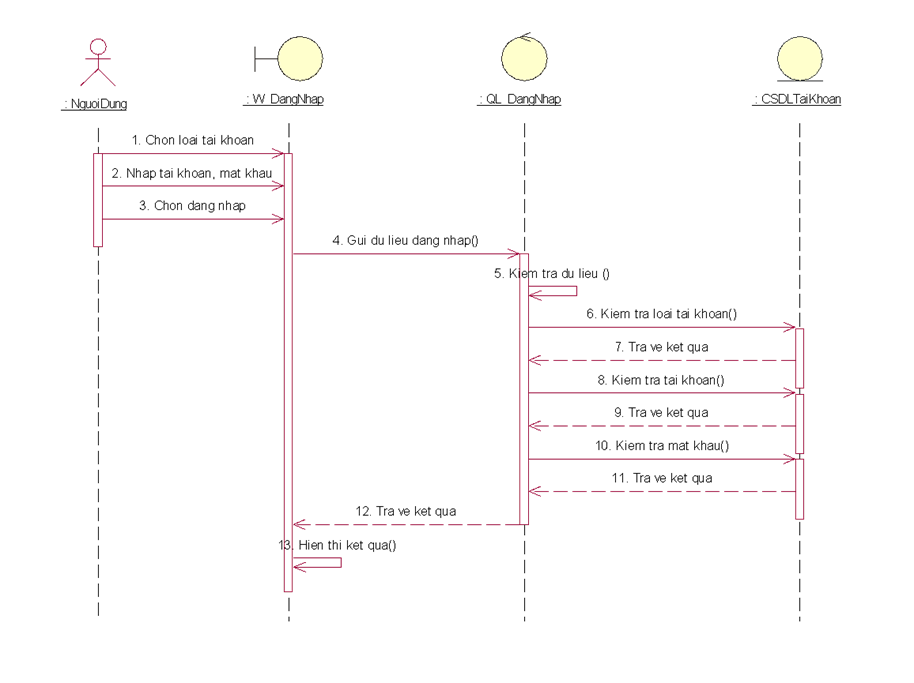 : NguoiDung
: W_DangNhap
: QL_DangNhap
: CSDLTaiKhoan
1. Chon loai tai khoan
2. Nhap tai khoan, mat khau
3. Chon dang nhap
4. Gui du lieu dang nhap()
5. Kiem tra du lieu ()
6. Kiem tra loai tai khoan()
7. Tra ve ket qua
8. Kiem tra tai khoan()
9. Tra ve ket qua
10. Kiem tra mat khau()
11. Tra ve ket qua
12. Tra ve ket qua
13. Hien thi ket qua()